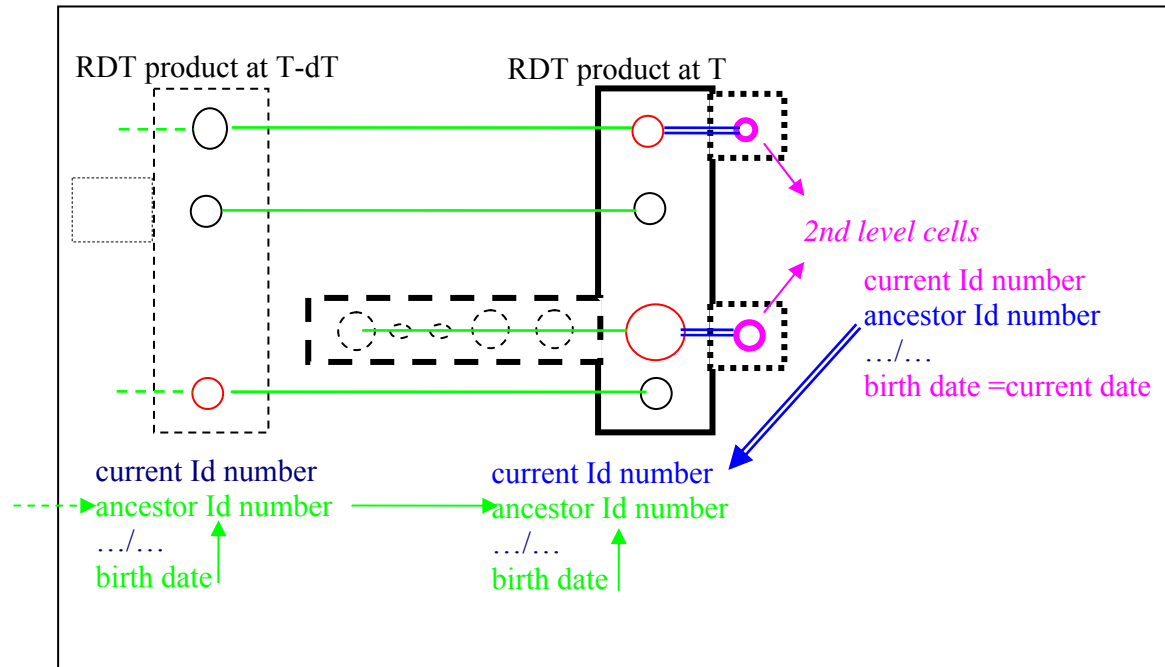 RDT product at T-dT
RDT product at T
2nd level cells
current Id number
ancestor Id number
…/…
birth date =current date
current Id number
ancestor Id number
…/…
birth date
current Id number
ancestor Id number
…/…
birth date